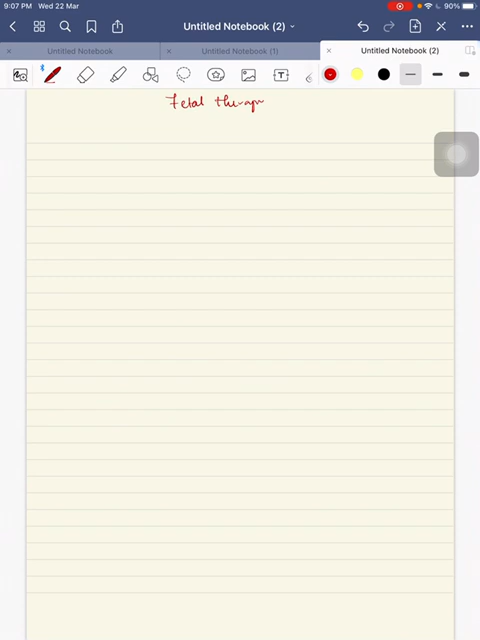 9:07 PM Wed 22 Mar 90%
Untitled Notebook (2)
Untitled Notebook
Untitled Notebook (1)
Untitled Notebook (2)
T
Fetal therap